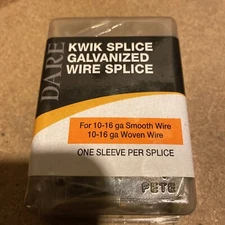 DARE
KWIK SPLICE
GALVANIZED
WIRE SPLICE
For 10-16 ga Smooth Wire
10-16 ga Woven Wire
ONE SLEEVE PER SPLICE
PETE